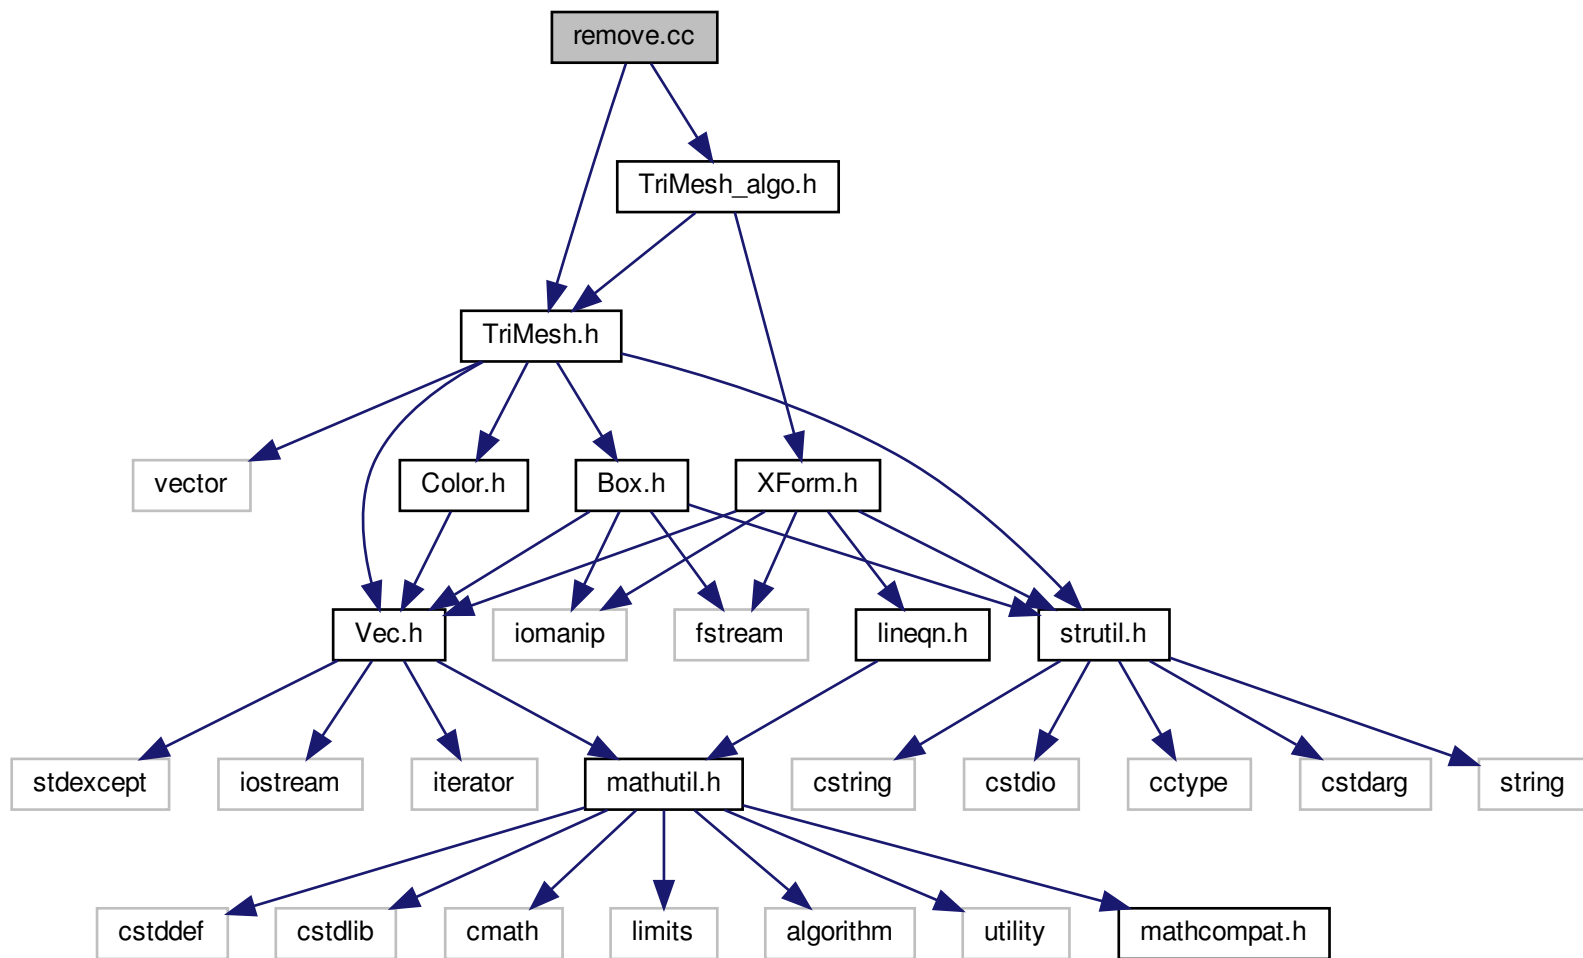 remove.cc
TriMesh_algo.h
TriMesh.h
vector
Color.h
Box.h
XForm.h
Vec.h
iomanip
fstream
lineqn.h
strutil.h
stdexcept
iostream
iterator
mathutil.h
cstring
cstdio
cctype
cstdarg
string
cstddef
cstdlib
cmath
limits
algorithm
utility
mathcompat.h